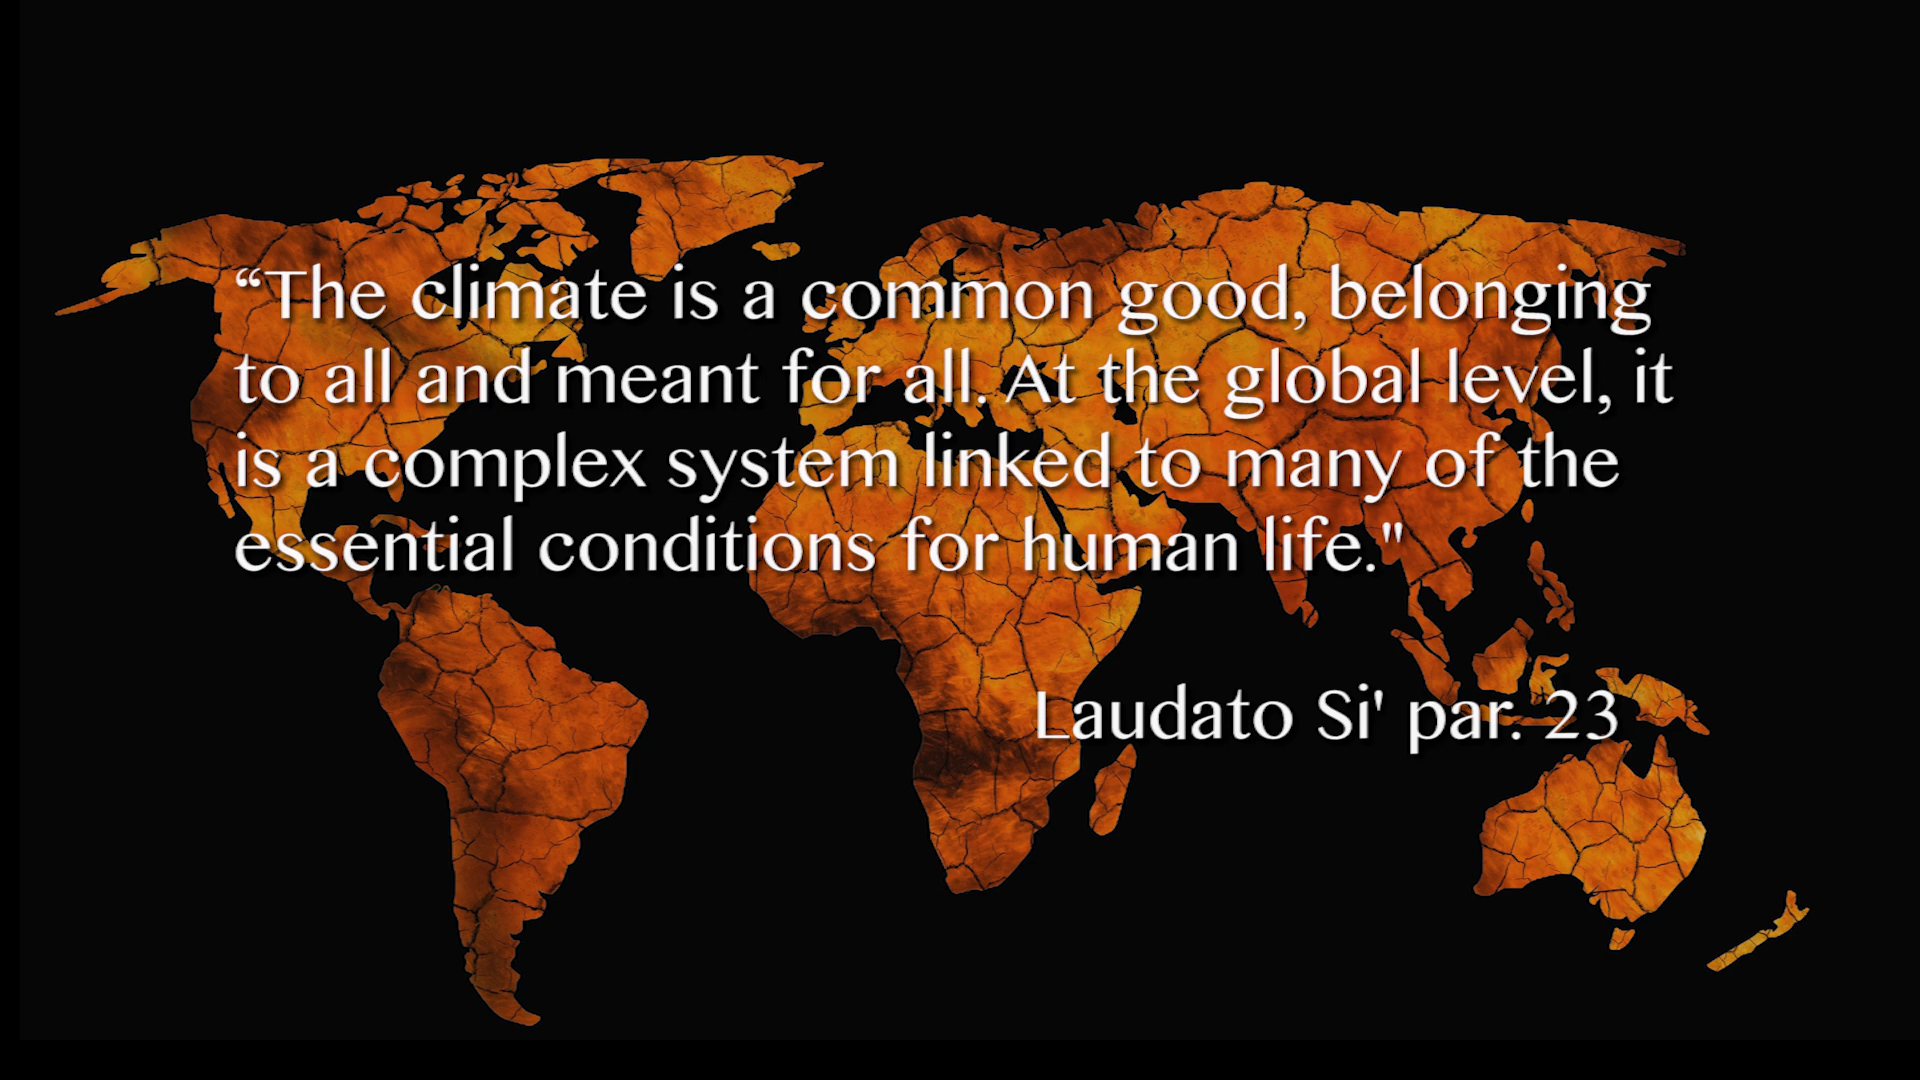 “The climate is a common good, belonging
to all and meant for all. At the global level, it
is a complex system linked to many of the
essential conditions for human life."
Laudato Si' par. 23